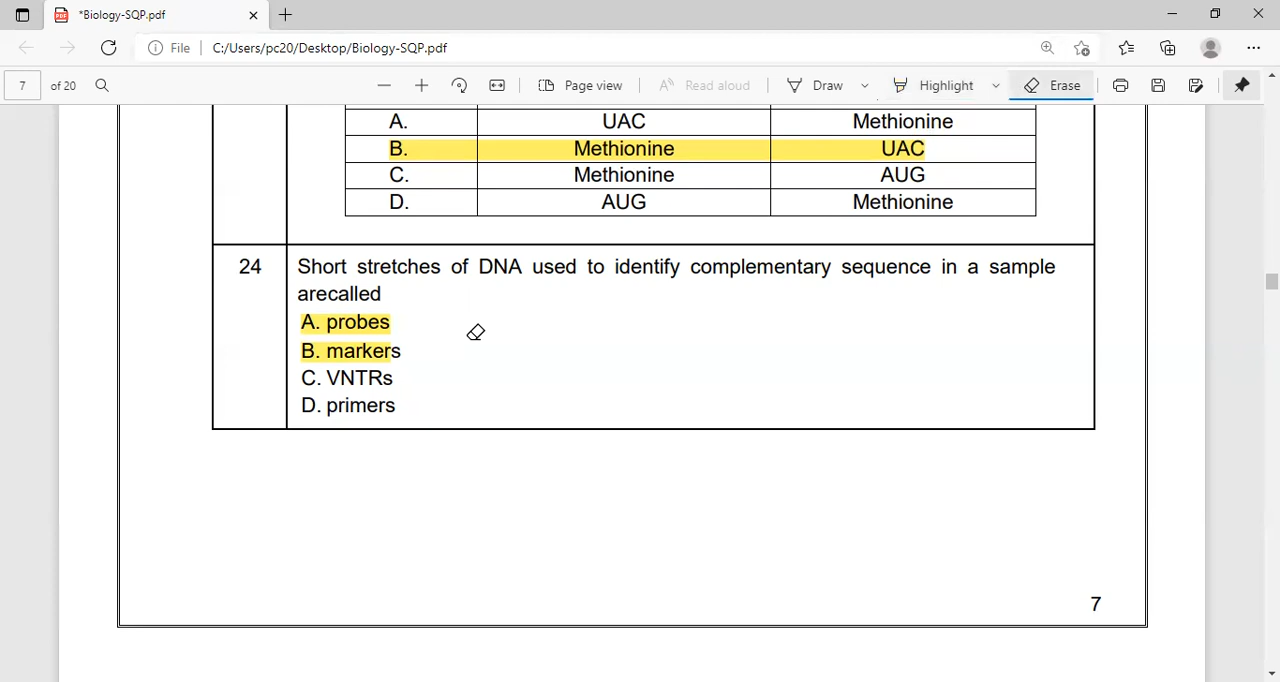 *Biology-SQP.pdf
File C:/Users/pc20/Desktop/Biology-SQP.pdf
7 of 20 Page view Read aloud Draw Highlight Erase
A. UAC Methionine
B. Methionine UAC
C. Methionine AUG
D. AUG Methionine
24 Short stretches of DNA used to identify complementary sequence in a sample
arecalled
A. probes
B. markers
C. VNTRs
D. primers
7